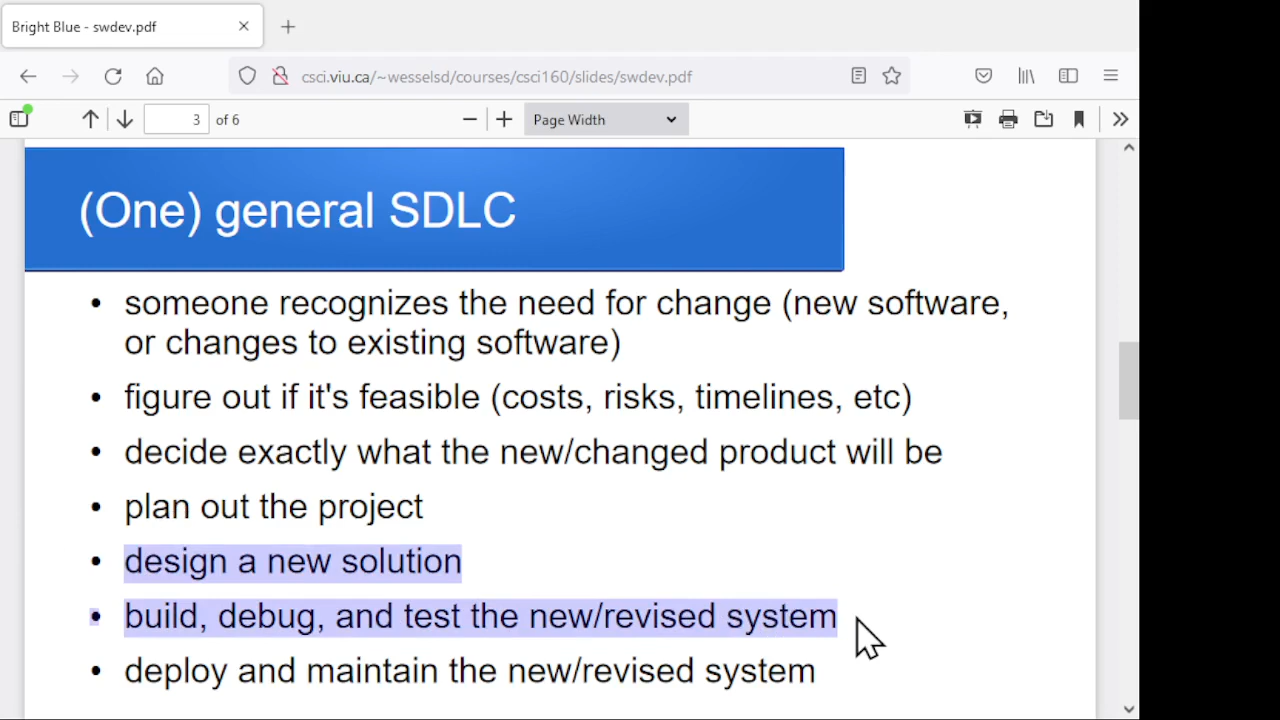 Bright Blue - swdev.pdf
csci.viu.ca/~wesselsd/courses/csci160/slides/swdev.pdf
3 of 6
Page Width
(One) general SDLC
• someone recognizes the need for change (new software,
or changes to existing software)
• figure out if it's feasible (costs, risks, timelines, etc)
• decide exactly what the new/changed product will be
• plan out the project
• design a new solution
• build, debug, and test the new/revised system
• deploy and maintain the new/revised system